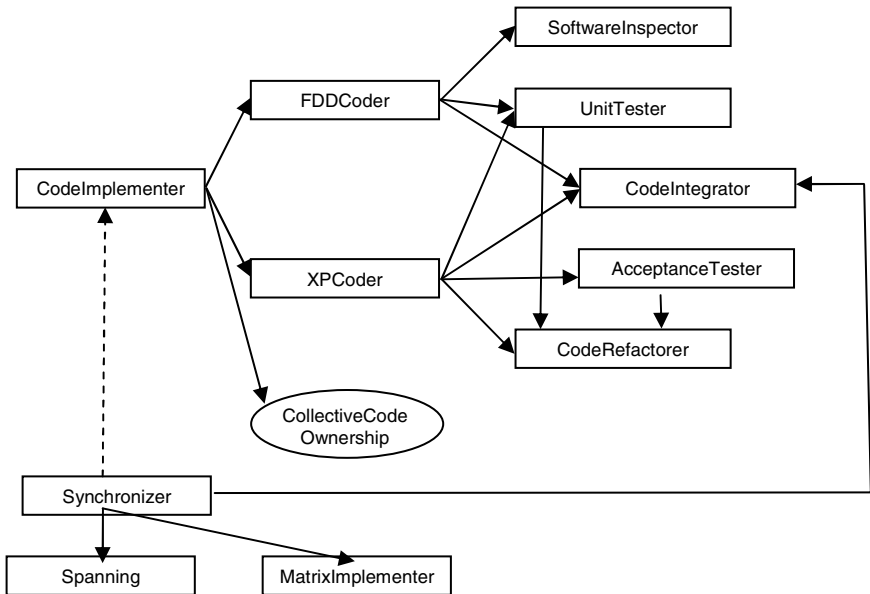 SoftwareInspector
FDDCoder
UnitTester
CodeImplementer
CodeIntegrator
XPCoder
AcceptanceTester
CodeRefactorer
CollectiveCode
Ownership
Synchronizer
Spanning
MatrixImplementer